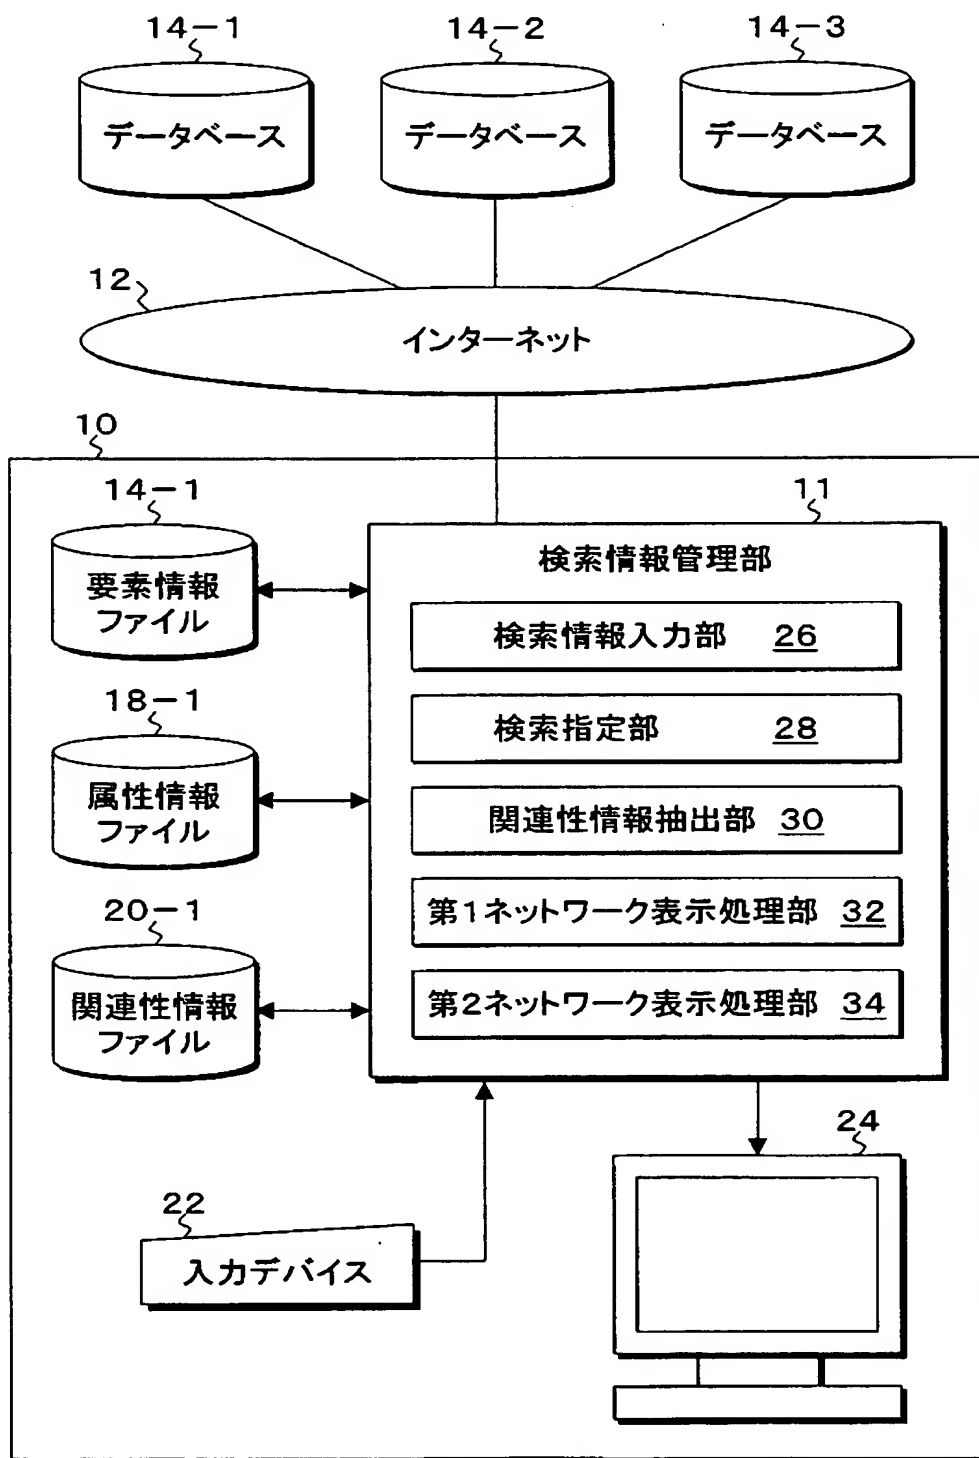 14-1
14-2
14-3
データベース
データベース
データベース
12
インターネット
10
14-1
11
要素情報
ファイル
検索情報管理部
検索情報入力部 26
18-1
検索指定部 28
属性情報
ファイル
関連性情報抽出部 30
20-1
第1ネットワーク表示処理部 32
関連性情報
ファイル
第2ネットワーク表示処理部 34
24
22
入力デバイス